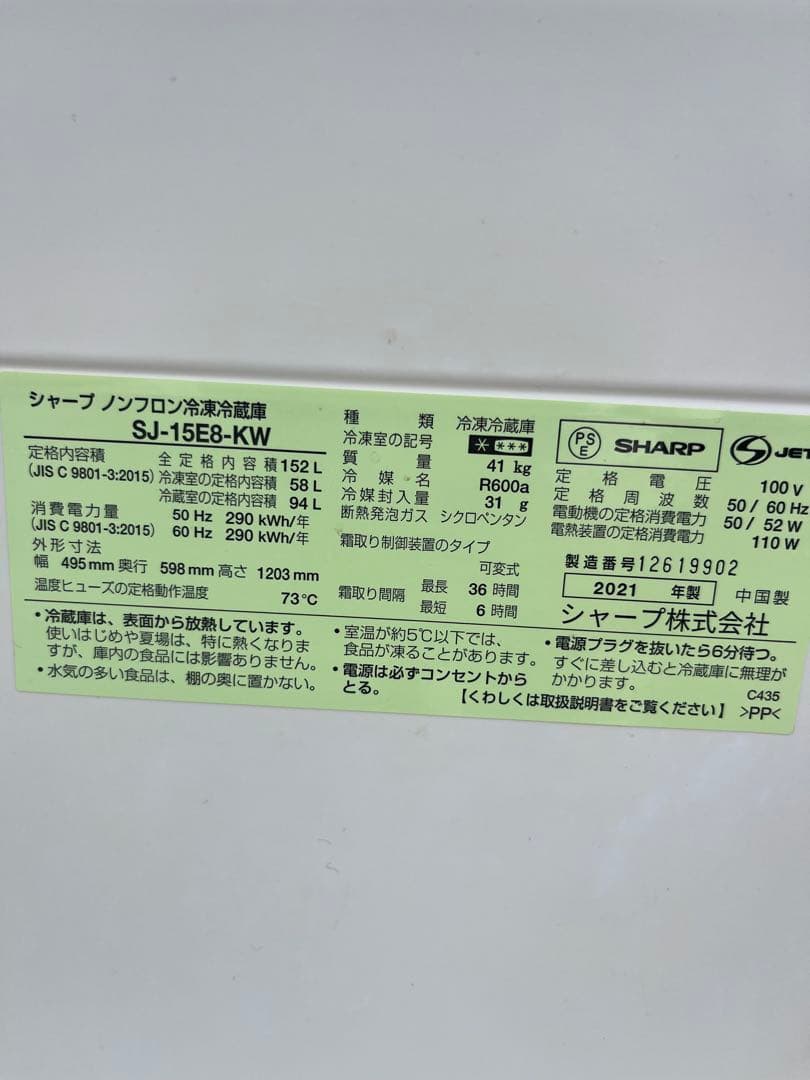 シャープ ノンフロン冷凍冷蔵庫
SJ-15E8-KW
定格内容積 全定格内容積 152 L
(JIS C 9801-3:2015) 冷凍室の定格内容積 58 L
冷蔵室の定格内容積 94 L
消費電力量 50 Hz 290 kWh/年
(JIS C 9801-3:2015) 60 Hz 290 kWh/年
外形寸法
幅 495 mm 奥行 598 mm 高さ 1203 mm
温度ヒューズの定格動作温度 73℃
種類 冷凍冷蔵庫
冷凍室の記号 * ***
質量 41 kg
冷媒名 R600a
冷媒封入量 31 g
断熱発泡ガス シクロペンタン
霜取り制御装置のタイプ
可変式
霜取り間隔 最長 36 時間
最短 6 時間
PSE SHARP JET
定格電圧 100 V
定格周波数 50 / 60 Hz
電動機の定格消費電力 50 / 52 W
電熱装置の定格消費電力 110 W
製造番号 12619902
2021 年製 中国製
シャープ株式会社
・冷蔵庫は、表面から放熱しています。
使いはじめや夏場は、特に熱くなりま
すが、庫内の食品には影響ありません。
・水気の多い食品は、棚の奥に置かない。
・室温が約5℃以下では、
食品が凍ることがあります。
・電源は必ずコンセントから
とる。
・電源プラグを抜いたら6分待つ。
すぐに差し込むと冷蔵庫に無理が
かかります。
C435
【くわしくは取扱説明書をご覧ください】 >PP<